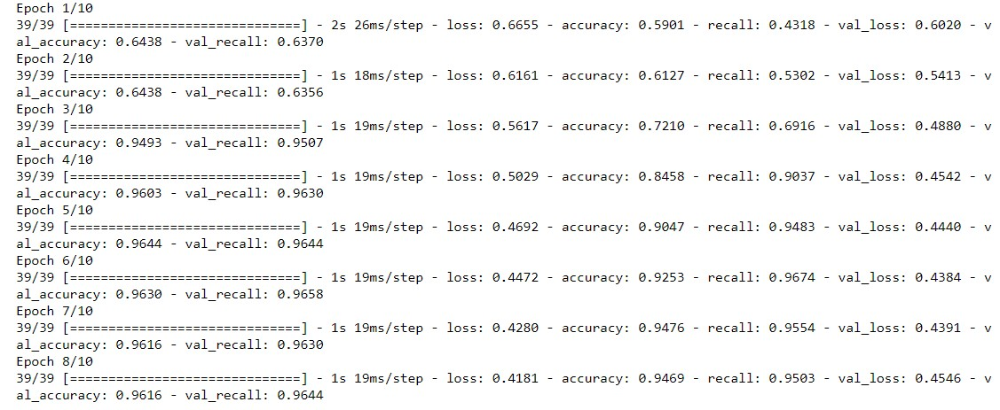 Epoch 1/10
39/39 [==============================] - 2s 26ms/step - loss: 0.6655 - accuracy: 0.5901 - recall: 0.4318 - val_loss: 0.6020 - v
al_accuracy: 0.6438 - val_recall: 0.6370
Epoch 2/10
39/39 [==============================] - 1s 18ms/step - loss: 0.6161 - accuracy: 0.6127 - recall: 0.5302 - val_loss: 0.5413 - v
al_accuracy: 0.6438 - val_recall: 0.6356
Epoch 3/10
39/39 [==============================] - 1s 19ms/step - loss: 0.5617 - accuracy: 0.7210 - recall: 0.6916 - val_loss: 0.4880 - v
al_accuracy: 0.9493 - val_recall: 0.9507
Epoch 4/10
39/39 [==============================] - 1s 19ms/step - loss: 0.5029 - accuracy: 0.8458 - recall: 0.9037 - val_loss: 0.4542 - v
al_accuracy: 0.9603 - val_recall: 0.9630
Epoch 5/10
39/39 [==============================] - 1s 19ms/step - loss: 0.4692 - accuracy: 0.9047 - recall: 0.9483 - val_loss: 0.4440 - v
al_accuracy: 0.9644 - val_recall: 0.9644
Epoch 6/10
39/39 [==============================] - 1s 19ms/step - loss: 0.4472 - accuracy: 0.9253 - recall: 0.9674 - val_loss: 0.4384 - v
al_accuracy: 0.9630 - val_recall: 0.9658
Epoch 7/10
39/39 [==============================] - 1s 19ms/step - loss: 0.4280 - accuracy: 0.9476 - recall: 0.9554 - val_loss: 0.4391 - v
al_accuracy: 0.9616 - val_recall: 0.9630
Epoch 8/10
39/39 [==============================] - 1s 19ms/step - loss: 0.4181 - accuracy: 0.9469 - recall: 0.9503 - val_loss: 0.4546 - v
al_accuracy: 0.9616 - val_recall: 0.9644